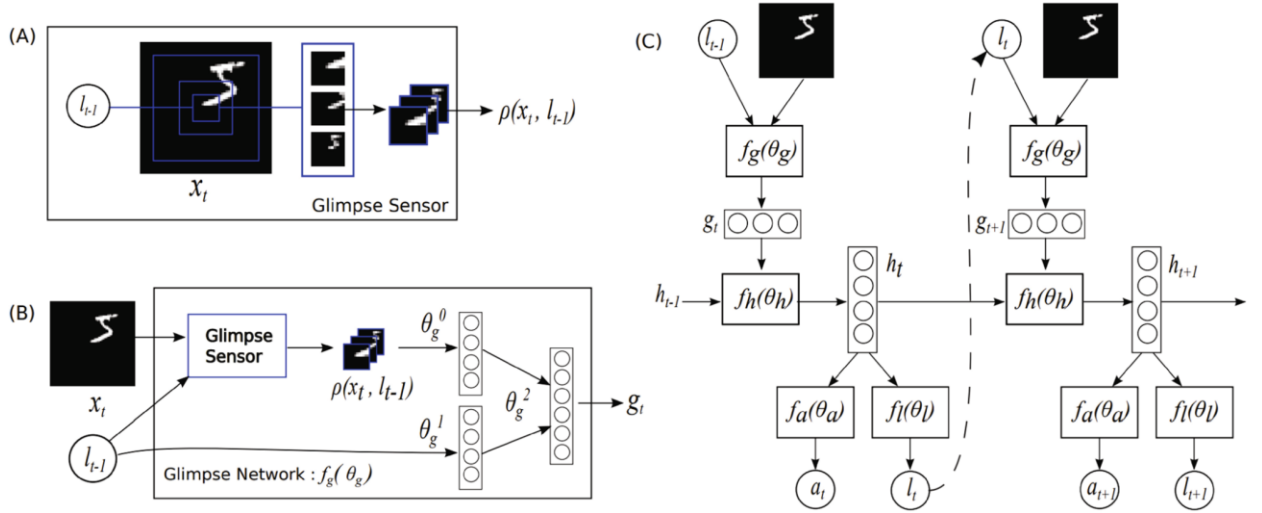 (A)
l_{t-1}
x_t
ρ(x_t, l_{t-1})
Glimpse Sensor
(B)
x_t
l_{t-1}
Glimpse
Sensor
ρ(x_t, l_{t-1})
θ_g^0
θ_g^1
θ_g^2
g_t
Glimpse Network : f_g(θ_g)
(C)
l_{t-1}
l_t
f_g(θ_g)
f_g(θ_g)
g_t
g_{t+1}
h_{t-1}
f_h(θ_h)
h_t
f_h(θ_h)
h_{t+1}
f_a(θ_a)
f_l(θ_l)
f_a(θ_a)
f_l(θ_l)
a_t
l_t
a_{t+1}
l_{t+1}